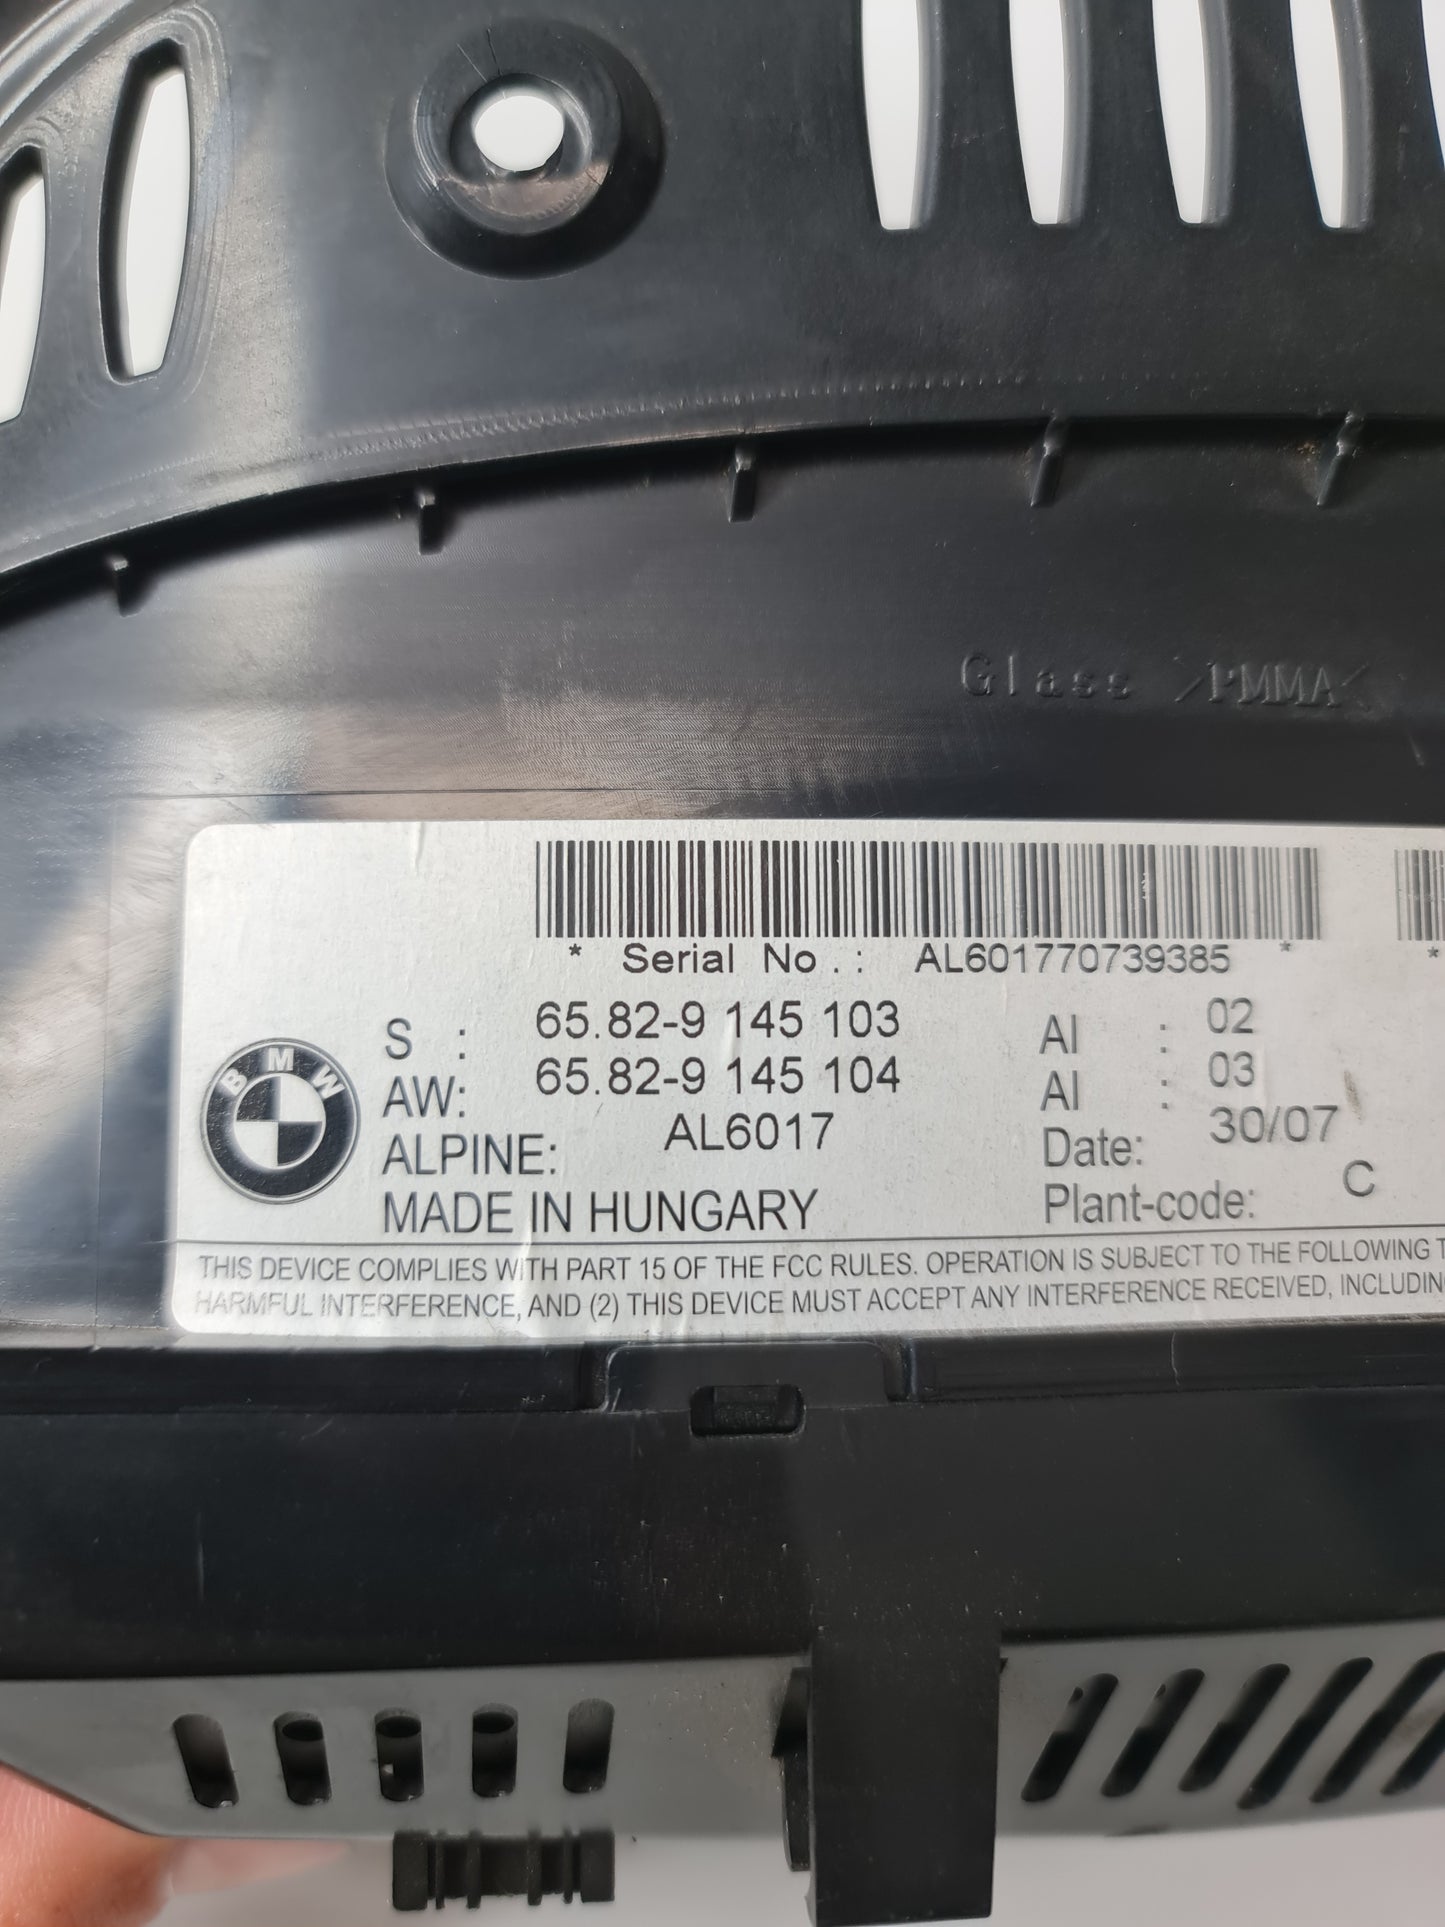 Glass >PMMA<
* Serial No.: AL601770739385 * *
S : 65.82-9 145 103 AI : 02
AW: 65.82-9 145 104 AI : 03
ALPINE: AL6017 Date: 30/07
MADE IN HUNGARY Plant-code: C
BMW
THIS DEVICE COMPLIES WITH PART 15 OF THE FCC RULES. OPERATION IS SUBJECT TO THE FOLLOWING T
HARMFUL INTERFERENCE, AND (2) THIS DEVICE MUST ACCEPT ANY INTERFERENCE RECEIVED, INCLUDIN